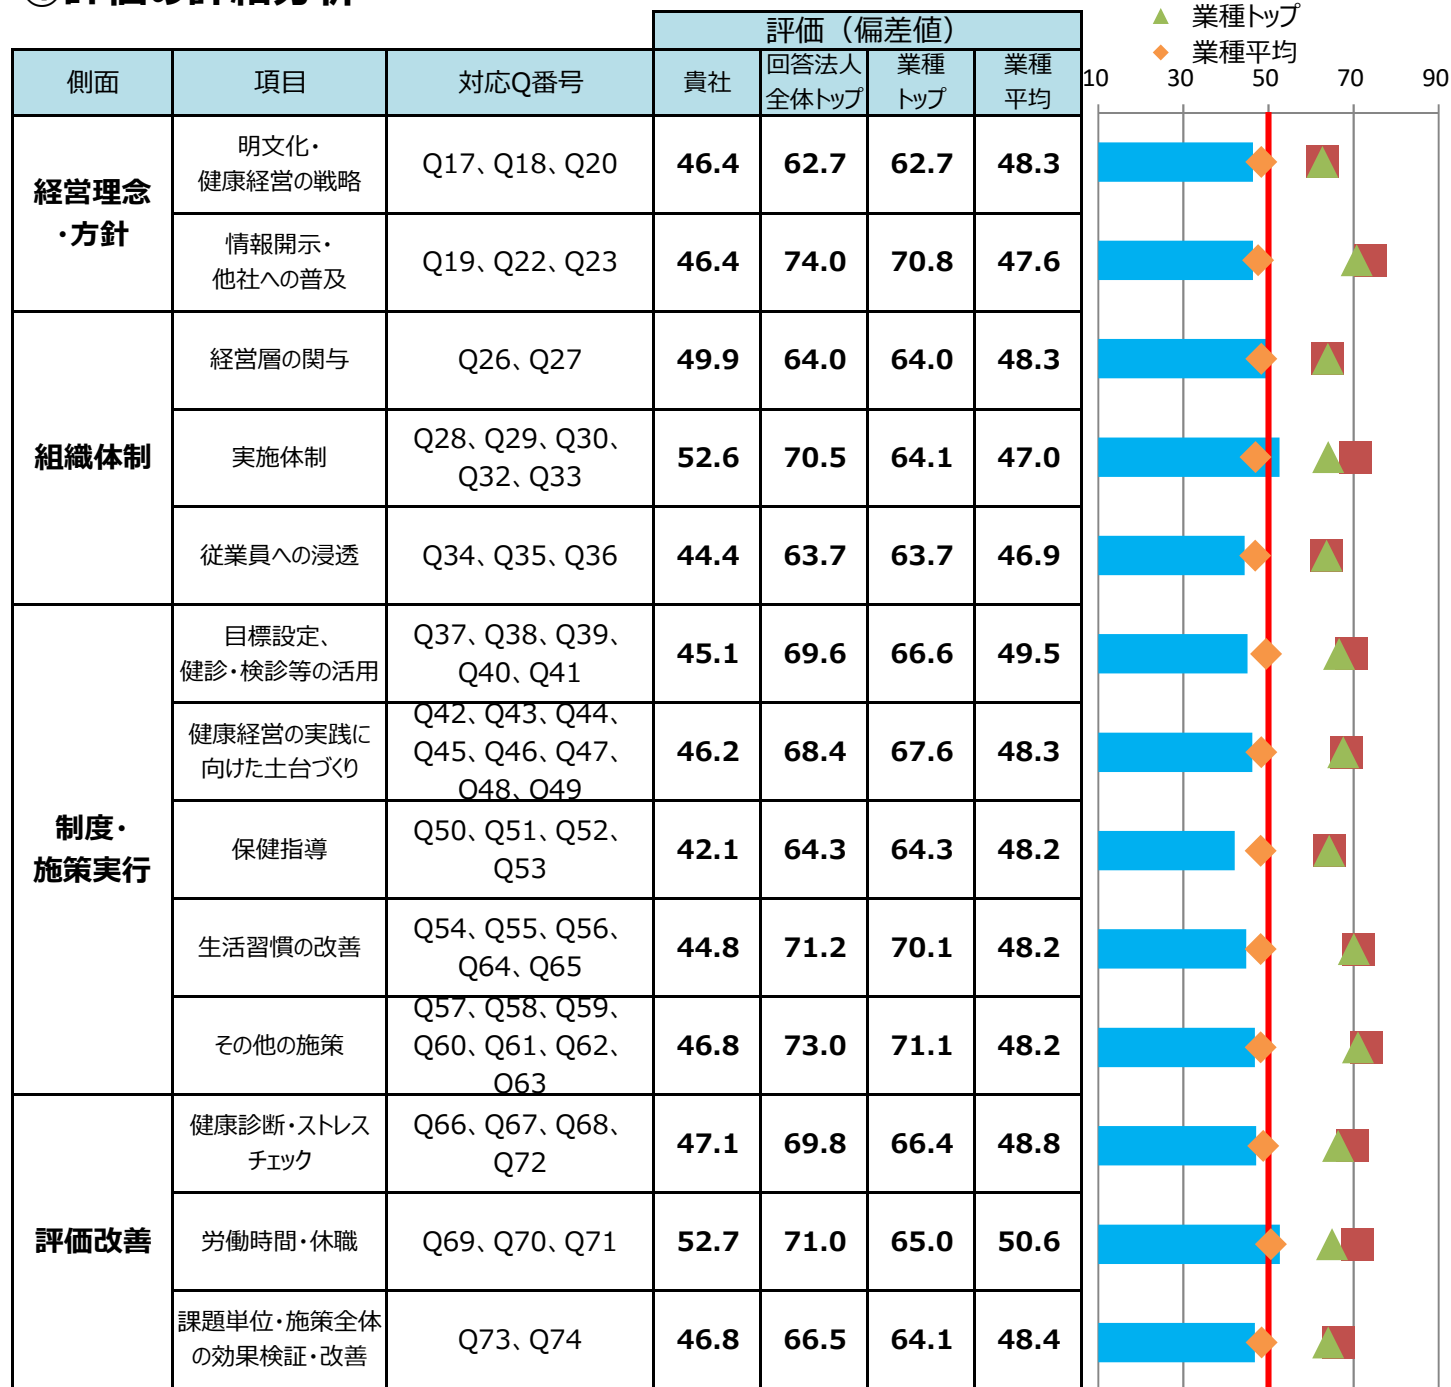 評価（偏差値）
▲ 業種トップ
◆ 業種平均
側面 項目 対応Q番号 貴社 回答法人 業種 業種
全体トップ トップ 平均
10 30 50 70 90
経営理念
・方針
明文化・
健康経営の戦略
Q17、Q18、Q20 46.4 62.7 62.7 48.3
情報開示・
他社への普及
Q19、Q22、Q23 46.4 74.0 70.8 47.6
組織体制
経営層の関与 Q26、Q27 49.9 64.0 64.0 48.3
実施体制
Q28、Q29、Q30、
Q32、Q33
52.6 70.5 64.1 47.0
従業員への浸透 Q34、Q35、Q36 44.4 63.7 63.7 46.9
制度・
施策実行
目標設定、
健診・検診等の活用
Q37、Q38、Q39、
Q40、Q41
45.1 69.6 66.6 49.5
健康経営の実践に
向けた土台づくり
Q42、Q43、Q44、
Q45、Q46、Q47、
Q48、Q49
46.2 68.4 67.6 48.3
保健指導
Q50、Q51、Q52、
Q53
42.1 64.3 64.3 48.2
生活習慣の改善
Q54、Q55、Q56、
Q64、Q65
44.8 71.2 70.1 48.2
その他の施策
Q57、Q58、Q59、
Q60、Q61、Q62、
Q63
46.8 73.0 71.1 48.2
評価改善
健康診断・ストレス
チェック
Q66、Q67、Q68、
Q72
47.1 69.8 66.4 48.8
労働時間・休職 Q69、Q70、Q71 52.7 71.0 65.0 50.6
課題単位・施策全体
の効果検証・改善
Q73、Q74 46.8 66.5 64.1 48.4